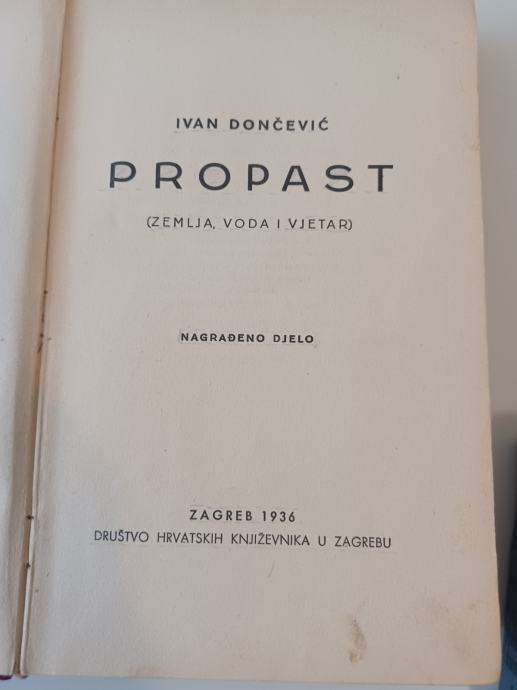 IVAN DONČEVIĆ
PROPAST
(ZEMLJA, VODA I VJETAR)
NAGRAĐENO DJELO
ZAGREB 1936
DRUŠTVO HRVATSKIH KNJIŽEVNIKA U ZAGREBU